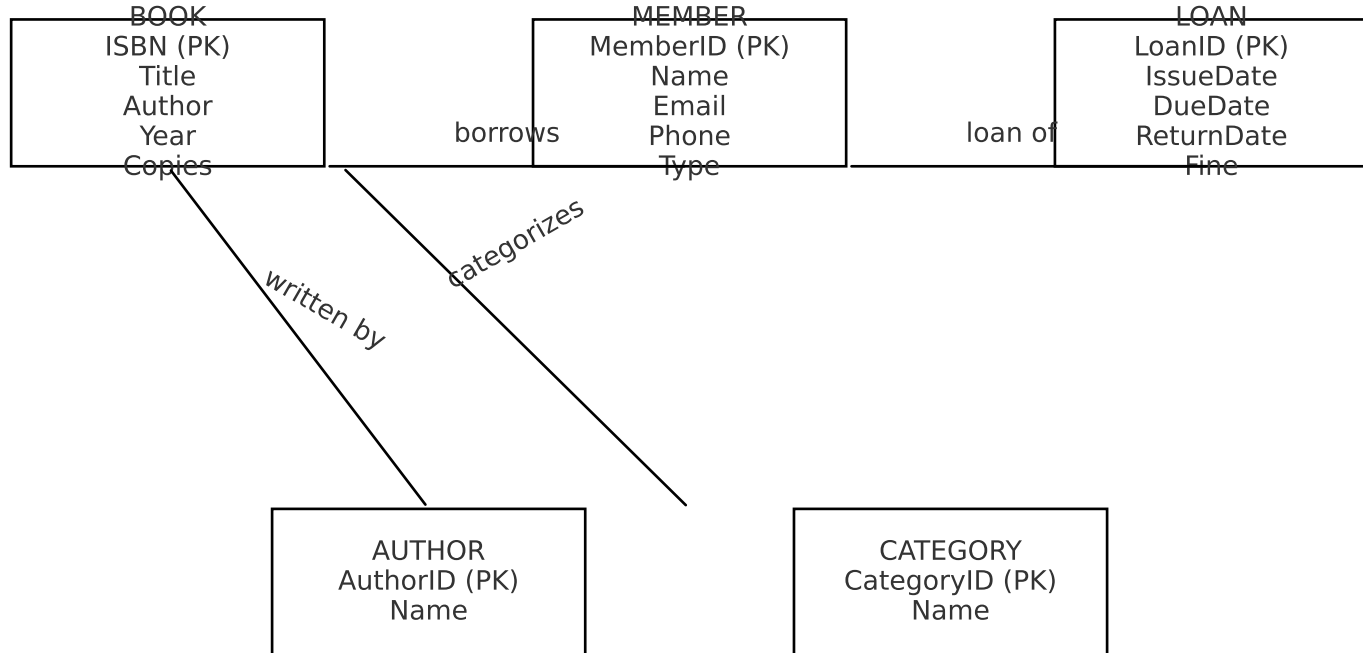 BOOK
ISBN (PK)
Title
Author
Year
Copies
borrows
MEMBER
MemberID (PK)
Name
Email
Phone
Type
loan of
LOAN
LoanID (PK)
IssueDate
DueDate
ReturnDate
Fine
categorizes
written by
AUTHOR
AuthorID (PK)
Name
CATEGORY
CategoryID (PK)
Name